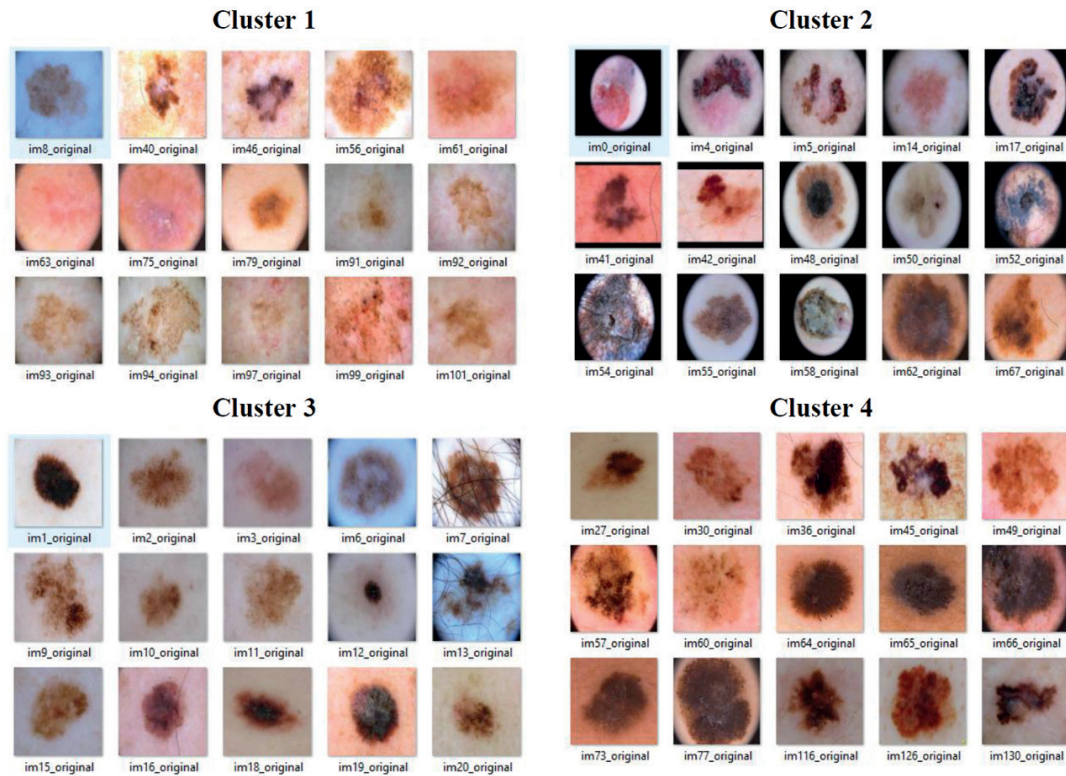 Cluster 1
im8_original im40_original im46_original im56_original im61_original
im63_original im75_original im79_original im91_original im92_original
im93_original im94_original im97_original im99_original im101_original
Cluster 2
im0_original im4_original im5_original im14_original im17_original
im41_original im42_original im48_original im50_original im52_original
im54_original im55_original im58_original im62_original im67_original
Cluster 3
im1_original im2_original im3_original im6_original im7_original
im9_original im10_original im11_original im12_original im13_original
im15_original im16_original im18_original im19_original im20_original
Cluster 4
im27_original im30_original im36_original im45_original im49_original
im57_original im60_original im64_original im65_original im66_original
im73_original im77_original im116_original im126_original im130_original